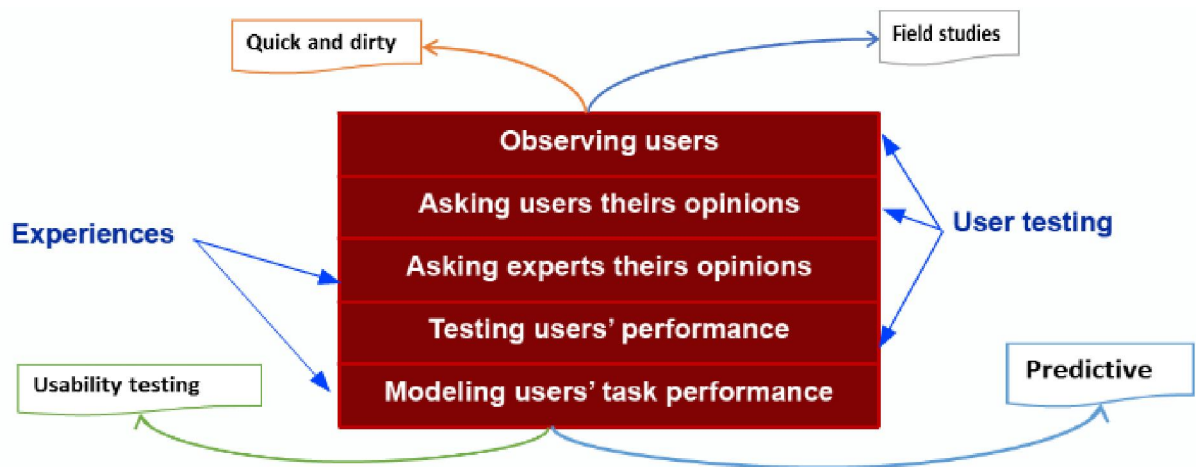 Quick and dirty
Field studies
Observing users
Asking users theirs opinions
Experiences
User testing
Asking experts theirs opinions
Testing users’ performance
Usability testing
Predictive
Modeling users’ task performance